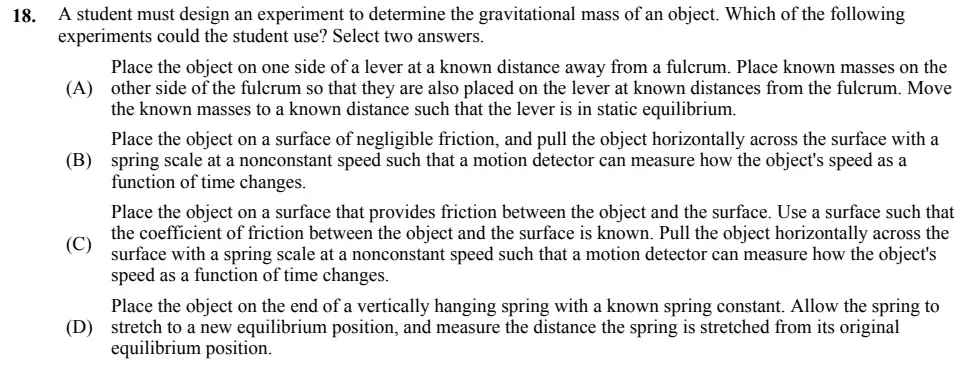 18. A student must design an experiment to determine the gravitational mass of an object. Which of the following
experiments could the student use? Select two answers.
Place the object on one side of a lever at a known distance away from a fulcrum. Place known masses on the
(A) other side of the fulcrum so that they are also placed on the lever at known distances from the fulcrum. Move
the known masses to a known distance such that the lever is in static equilibrium.
Place the object on a surface of negligible friction, and pull the object horizontally across the surface with a
(B) spring scale at a nonconstant speed such that a motion detector can measure how the object's speed as a
function of time changes.
Place the object on a surface that provides friction between the object and the surface. Use a surface such that
the coefficient of friction between the object and the surface is known. Pull the object horizontally across the
(C) surface with a spring scale at a nonconstant speed such that a motion detector can measure how the object's
speed as a function of time changes.
Place the object on the end of a vertically hanging spring with a known spring constant. Allow the spring to
(D) stretch to a new equilibrium position, and measure the distance the spring is stretched from its original
equilibrium position.